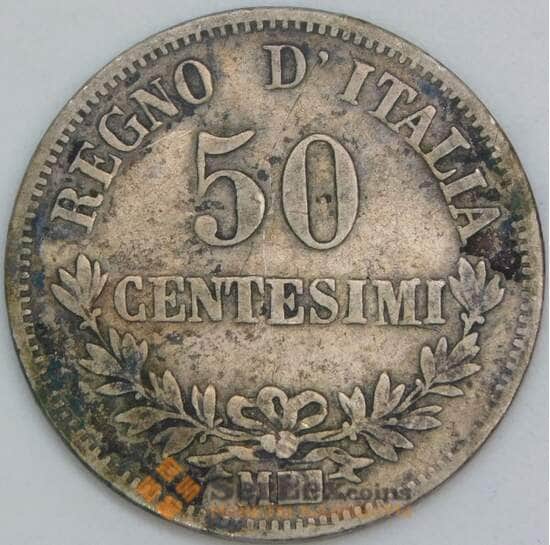 REGNO D'ITALIA
50
CENTESIMI
M